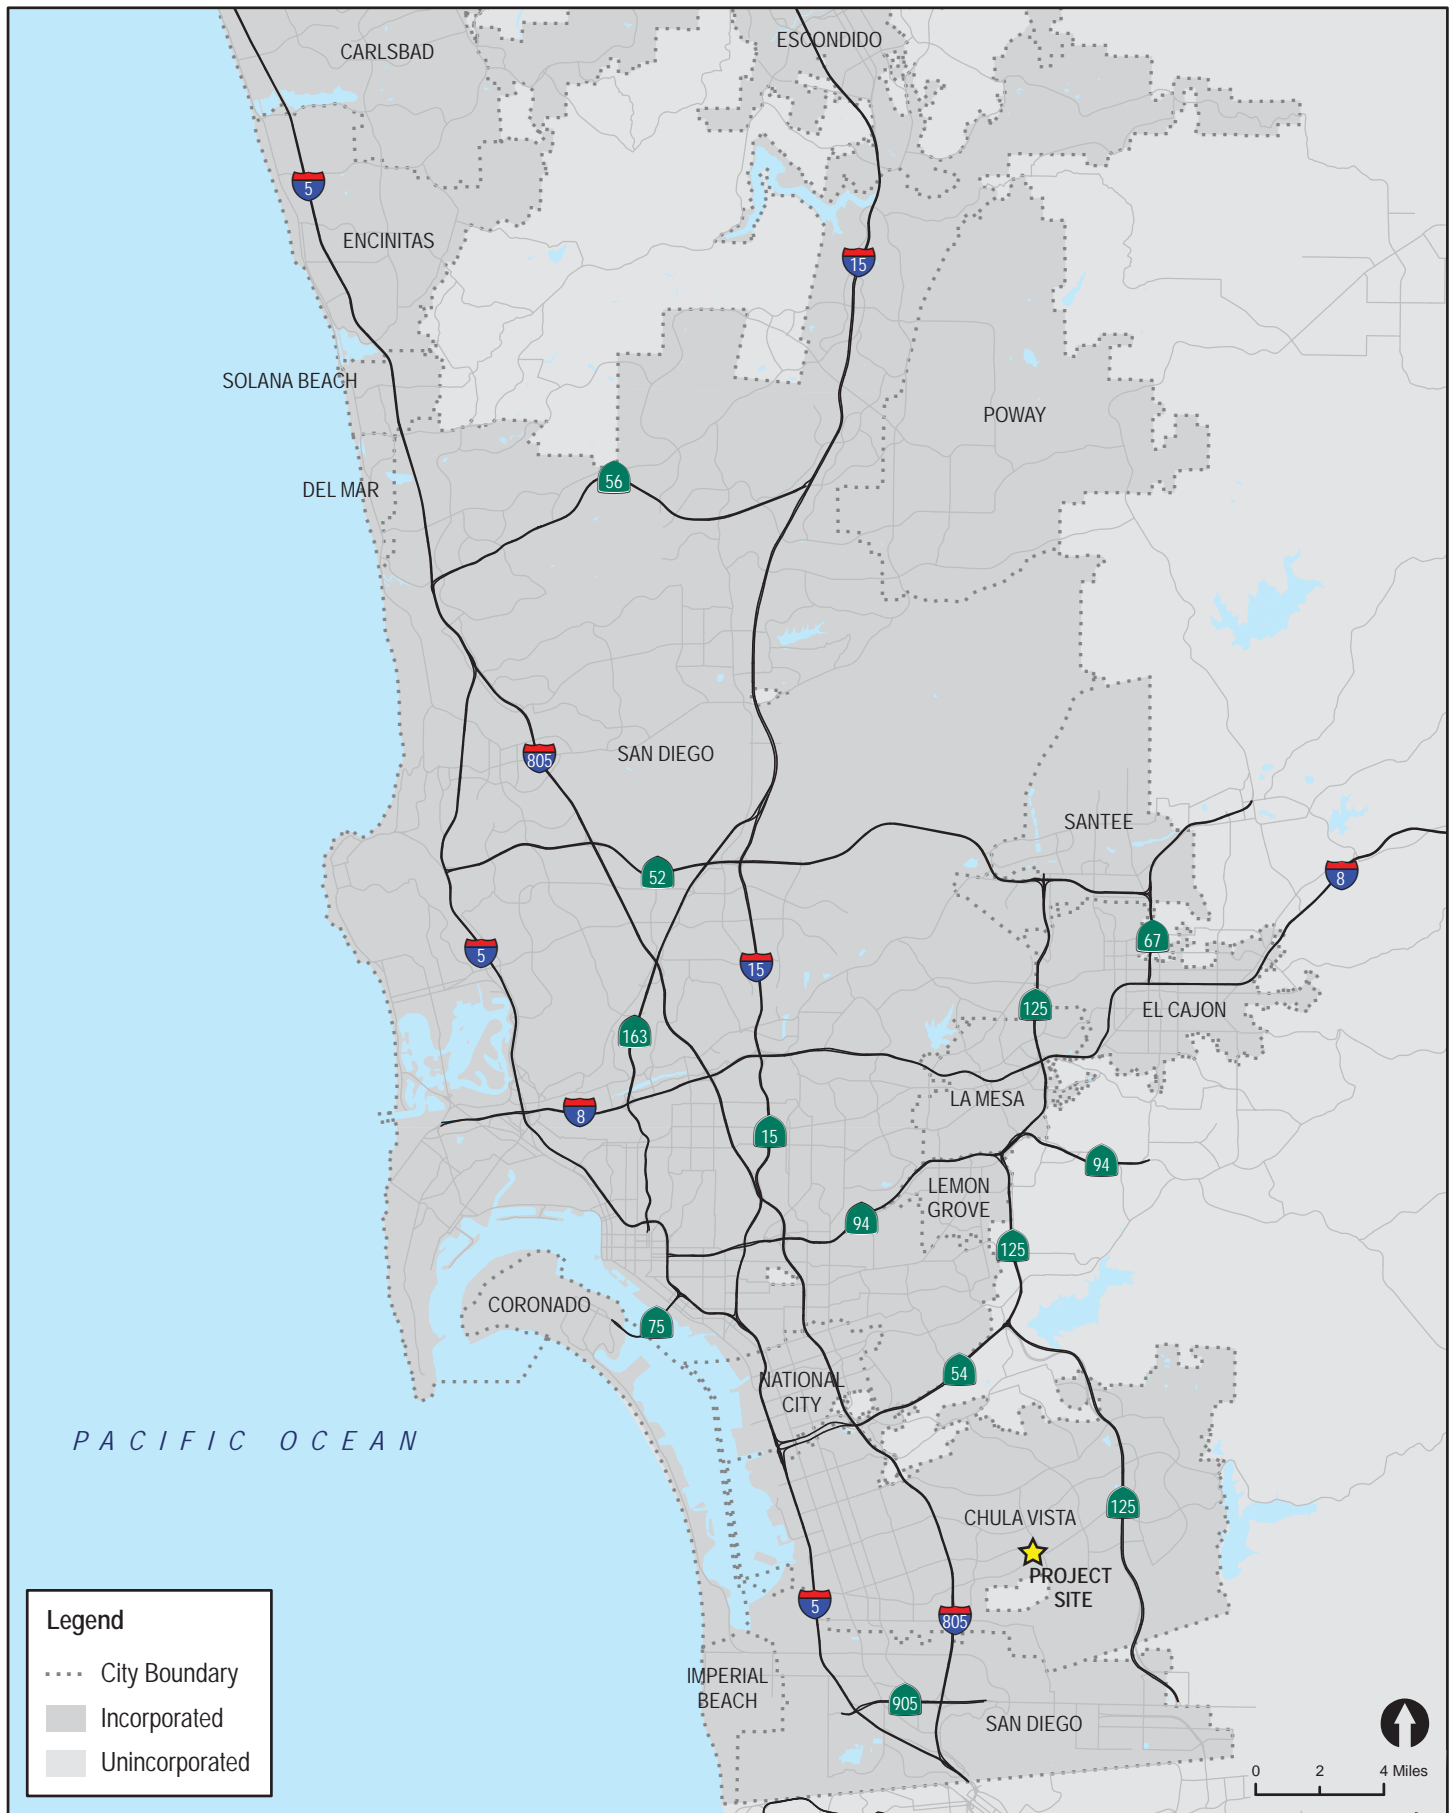 CARLSBAD
ESCONDIDO
5
ENCINITAS
15
SOLANA BEACH
POWAY
56
DEL MAR
SAN DIEGO
805
SANTEE
52
8
67
5
15
125
EL CAJON
163
LA MESA
8
15
94
LEMON
GROVE
94
125
CORONADO
75
54
NATIONAL
CITY
PACIFIC OCEAN
125
CHULA VISTA
PROJECT
SITE
5
805
Legend
City Boundary
Incorporated
Unincorporated
IMPERIAL
BEACH
905
SAN DIEGO
0 2 4 Miles